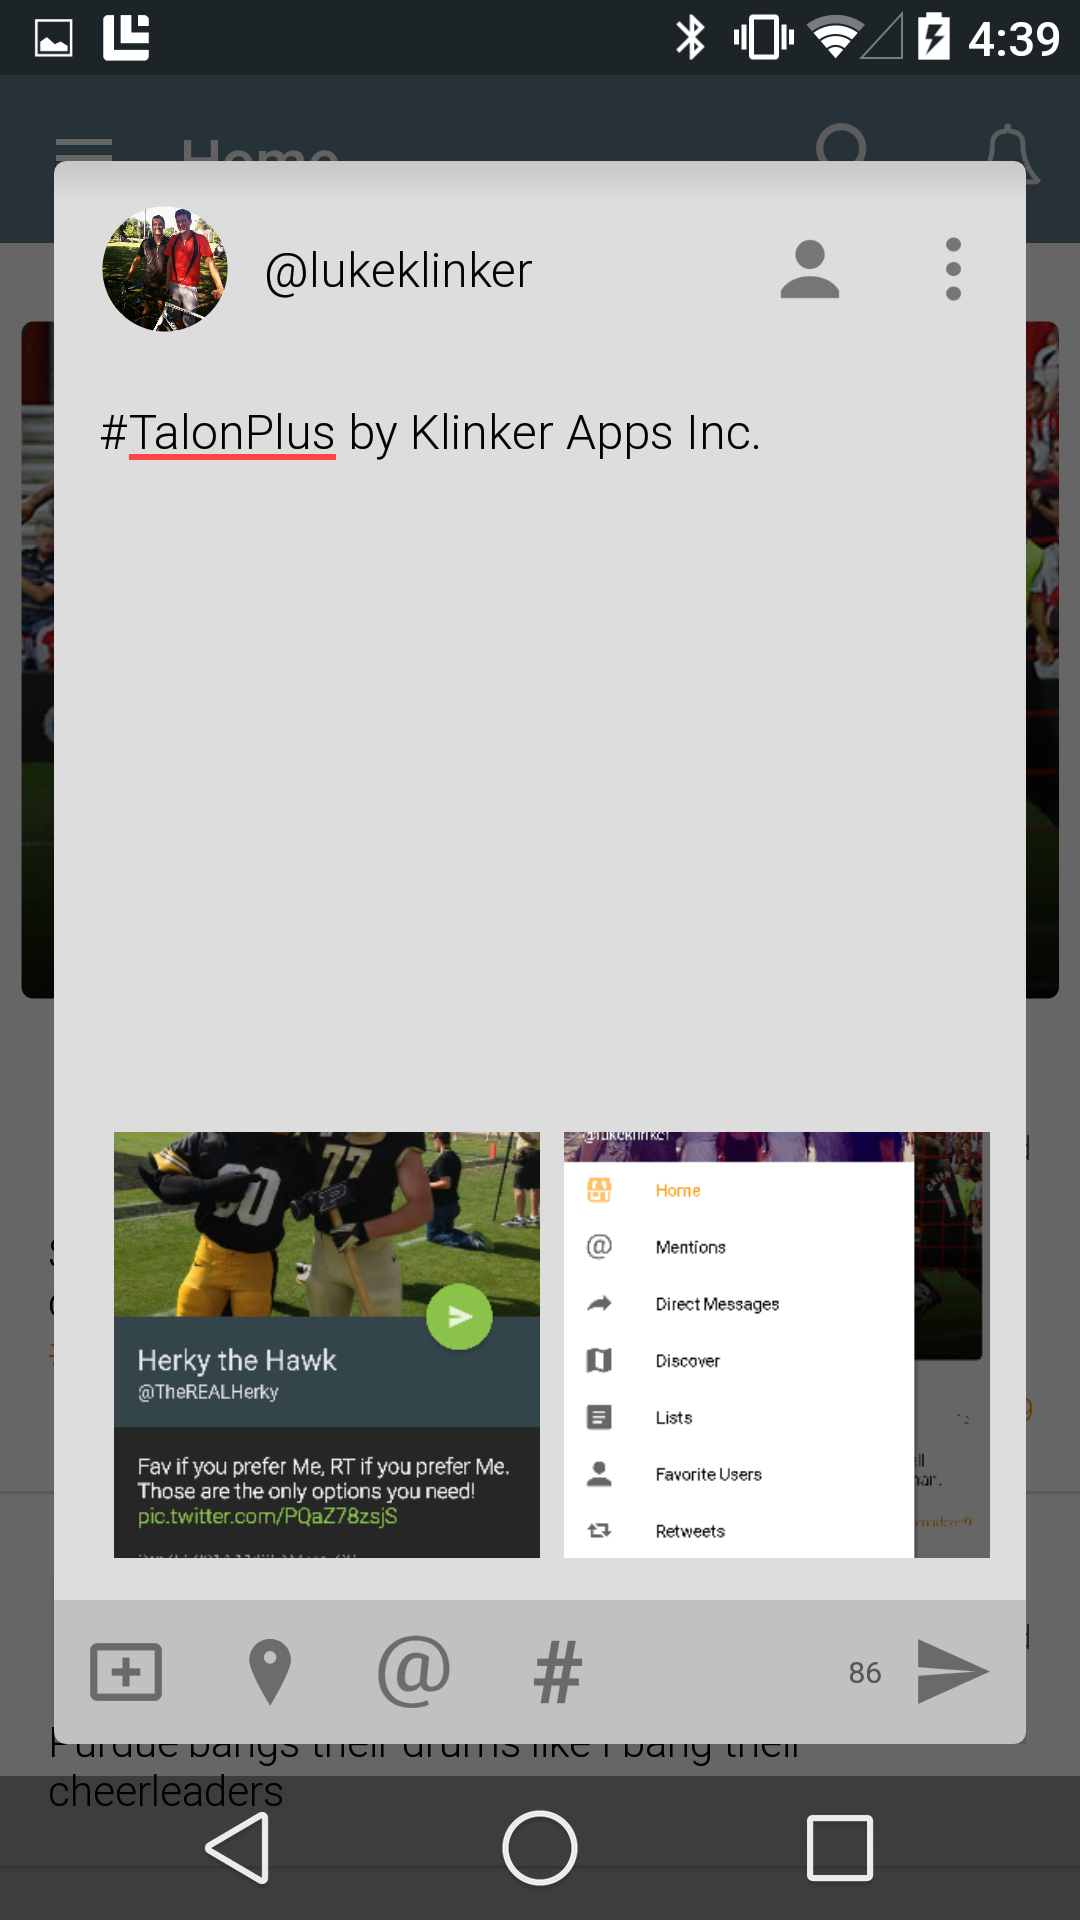 4:39
Home
@lukeklinker
#TalonPlus by Klinker Apps Inc.
77
Herky the Hawk
@TheREALHerky
Fav if you prefer Me, RT if you prefer Me.
Those are the only options you need!
pic.twitter.com/PQaZ78zsjS
@lukeklinker
Home
Mentions
Direct Messages
Discover
Lists
Favorite Users
Retweets
@ # 86
Purdue bangs their drums like I bang their
cheerleaders